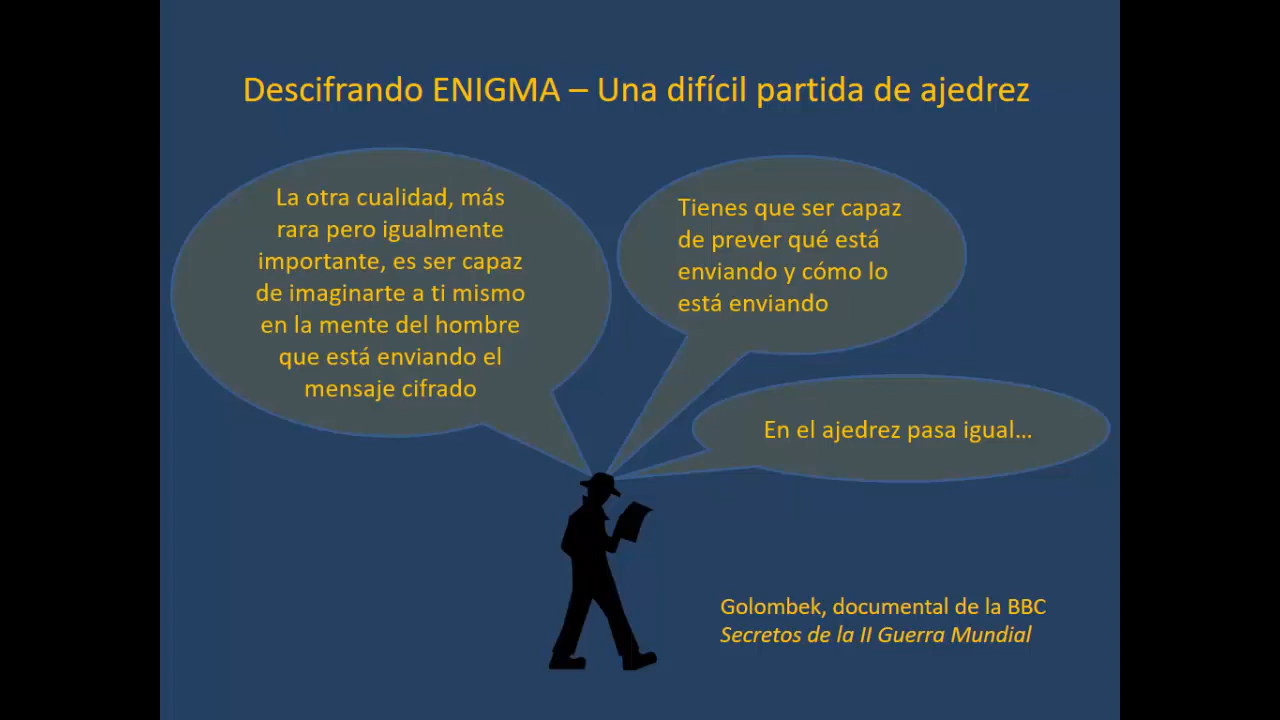 Descifrando ENIGMA – Una difícil partida de ajedrez
La otra cualidad, más
rara pero igualmente
importante, es ser capaz
de imaginarte a ti mismo
en la mente del hombre
que está enviando el
mensaje cifrado
Tienes que ser capaz
de prever qué está
enviando y cómo lo
está enviando
En el ajedrez pasa igual...
Golombek, documental de la BBC
Secretos de la II Guerra Mundial